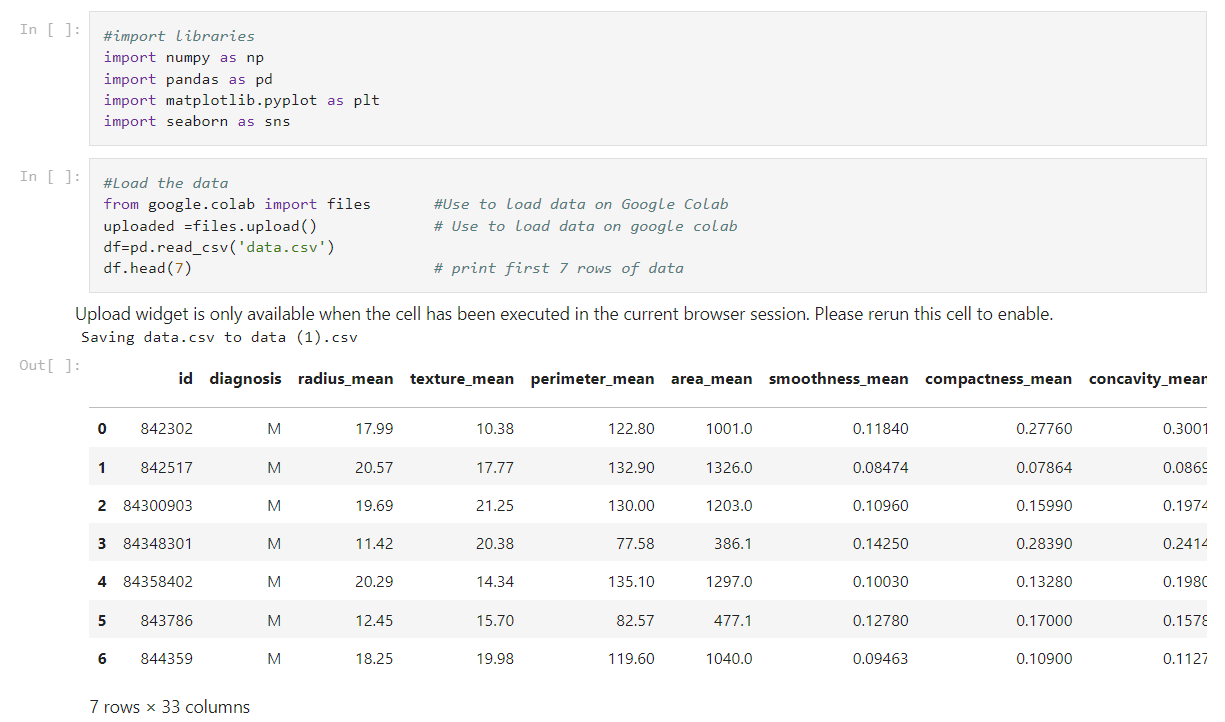 In [ ]:
#import libraries
import numpy as np
import pandas as pd
import matplotlib.pyplot as plt
import seaborn as sns
In [ ]:
#Load the data
from google.colab import files #Use to load data on Google Colab
uploaded =files.upload() # Use to load data on google colab
df=pd.read_csv('data.csv')
df.head(7) # print first 7 rows of data
Upload widget is only available when the cell has been executed in the current browser session. Please rerun this cell to enable.
Saving data.csv to data (1).csv
Out[ ]:
id diagnosis radius_mean texture_mean perimeter_mean area_mean smoothness_mean compactness_mean concavity_mean
0 842302 M 17.99 10.38 122.80 1001.0 0.11840 0.27760 0.3001
1 842517 M 20.57 17.77 132.90 1326.0 0.08474 0.07864 0.0869
2 84300903 M 19.69 21.25 130.00 1203.0 0.10960 0.15990 0.1974
3 84348301 M 11.42 20.38 77.58 386.1 0.14250 0.28390 0.2414
4 84358402 M 20.29 14.34 135.10 1297.0 0.10030 0.13280 0.1980
5 843786 M 12.45 15.70 82.57 477.1 0.12780 0.17000 0.1578
6 844359 M 18.25 19.98 119.60 1040.0 0.09463 0.10900 0.1127
7 rows × 33 columns